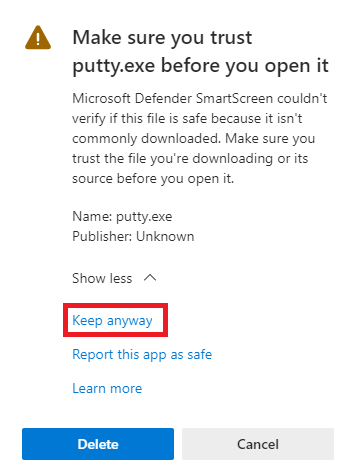 Make sure you trust
putty.exe before you open it
Microsoft Defender SmartScreen couldn't
verify if this file is safe because it isn't
commonly downloaded. Make sure you
trust the file you're downloading or its
source before you open it.
Name: putty.exe
Publisher: Unknown
Show less
Keep anyway
Report this app as safe
Learn more
Delete
Cancel